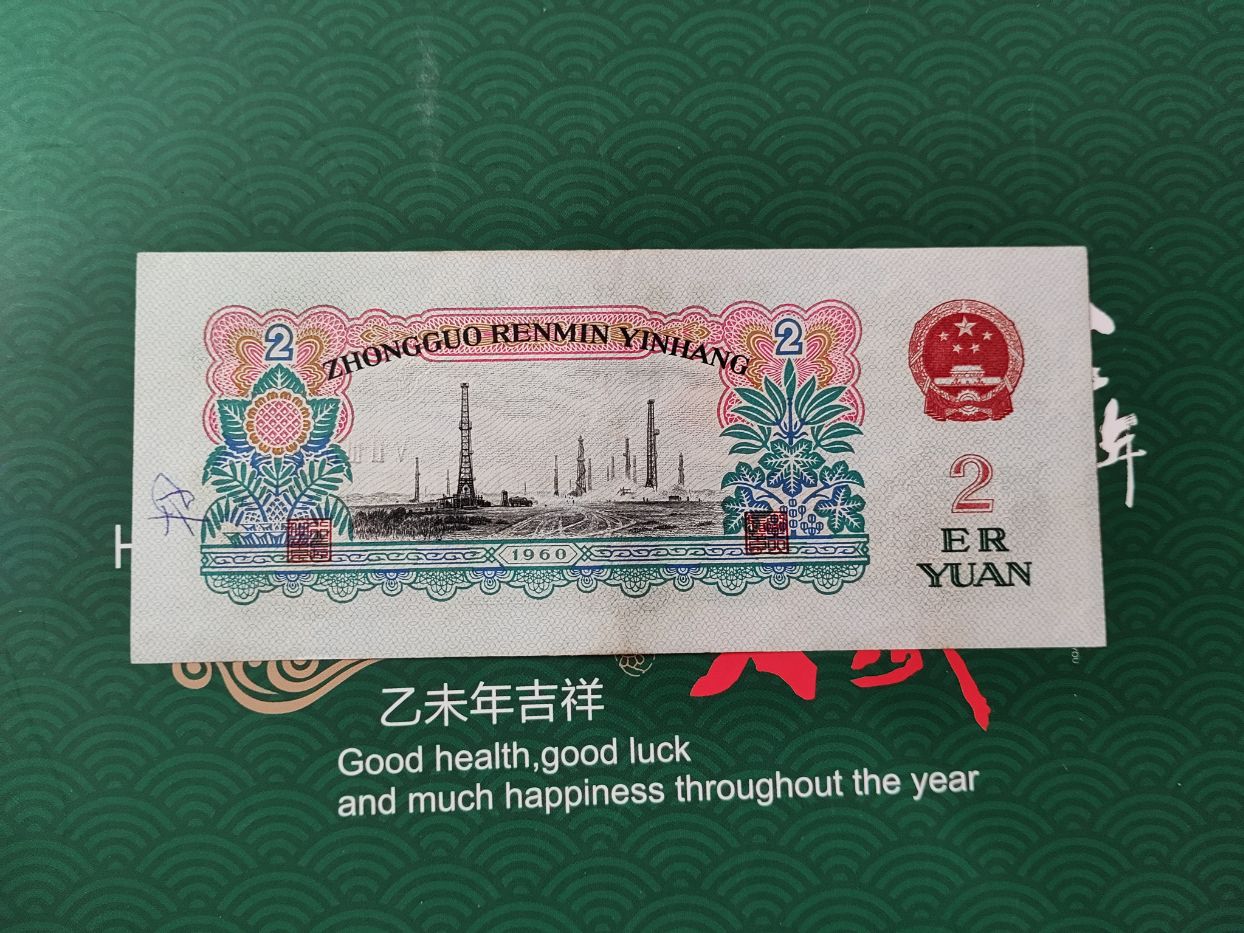 2
ZHONGGUO RENMIN YINHANG
2
1960
2
ER
YUAN
年
H
乙未年吉祥
Good health,good luck
and much happiness throughout the year